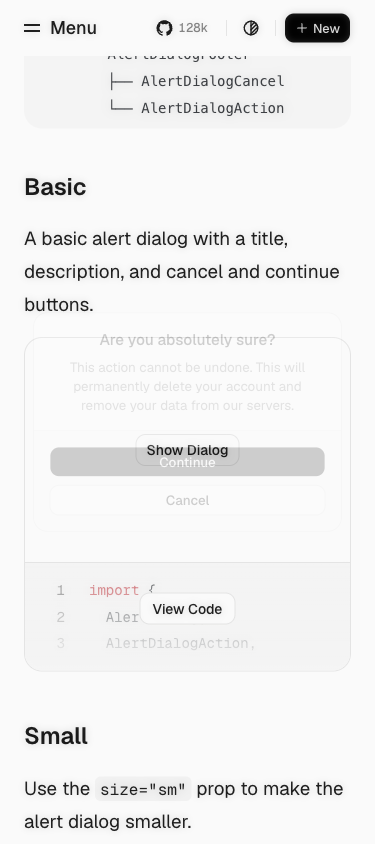 Menu
128k
New
AlertDialogFooter
├── AlertDialogCancel
└── AlertDialogAction
Basic
A basic alert dialog with a title,
description, and cancel and continue
buttons.
Are you absolutely sure?
This action cannot be undone. This will
permanently delete your account and
remove your data from our servers.
Show Dialog
Continue
Cancel
1 import {
2 Aler
View Code
3 AlertDialogAction,
Small
Use the size="sm" prop to make the
alert dialog smaller.